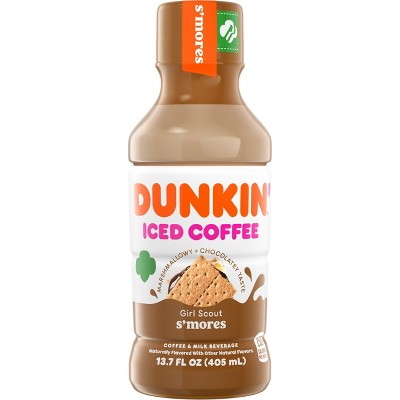 s'mores
DUNKIN'
ICED COFFEE
MARSHMALLOWY + CHOCOLATEY TASTE
Girl Scout
s'mores
COFFEE & MILK BEVERAGE
Naturally Flavored With Other Natural Flavors
13.7 FL OZ (405 mL)